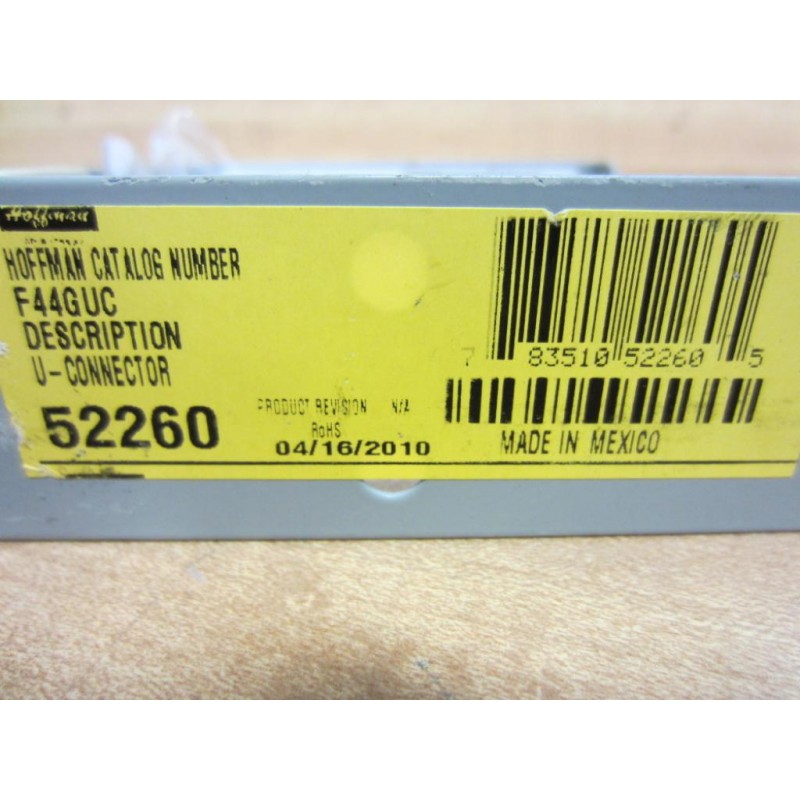 Hoffman
HOFFMAN CATALOG NUMBER
F44GUC
DESCRIPTION
U-CONNECTOR
52260
PRODUCT REVISION N/A
RoHS
04/16/2010
7 83510 52260 5
MADE IN MEXICO